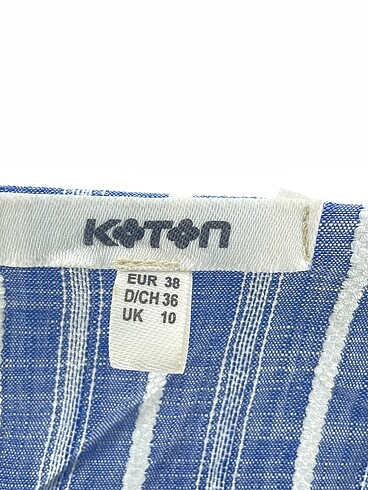 KOTON
EUR 38
D/CH 36
UK 10